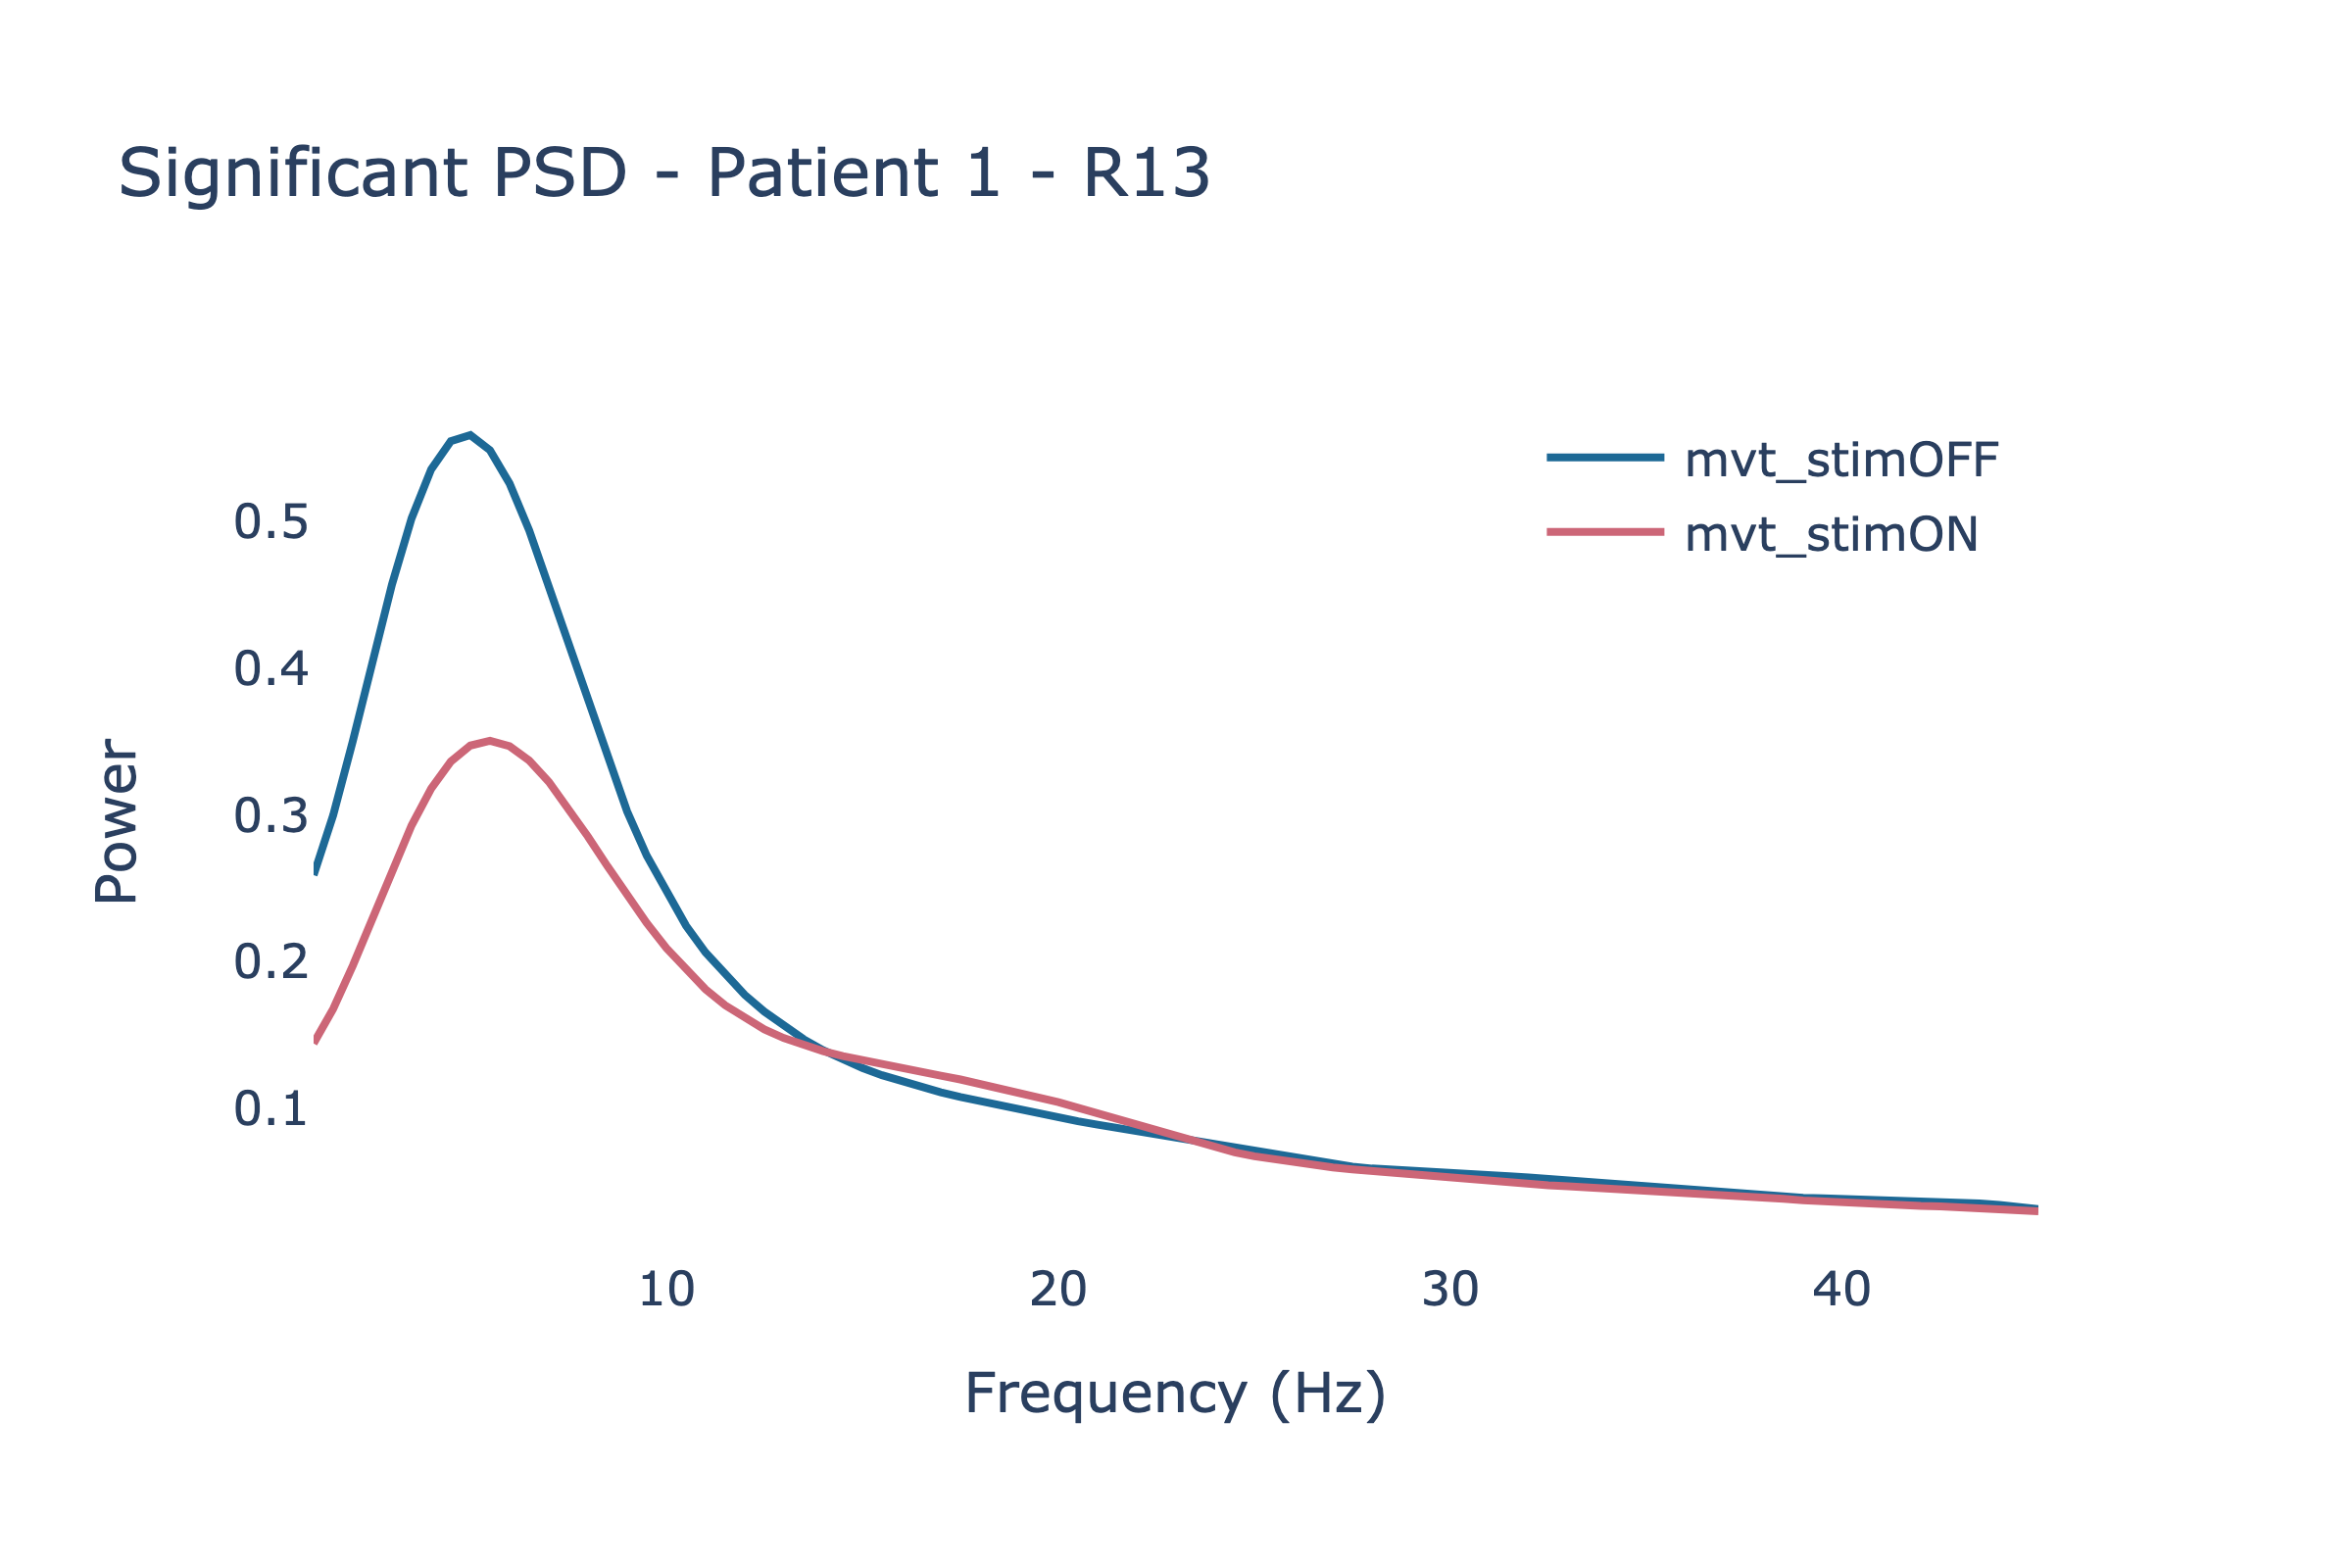 Significant PSD - Patient 1 - R13
mvt_stimOFF
mvt_stimON
0.5
0.4
0.3
0.2
0.1
Power
10 20 30 40
Frequency (Hz)